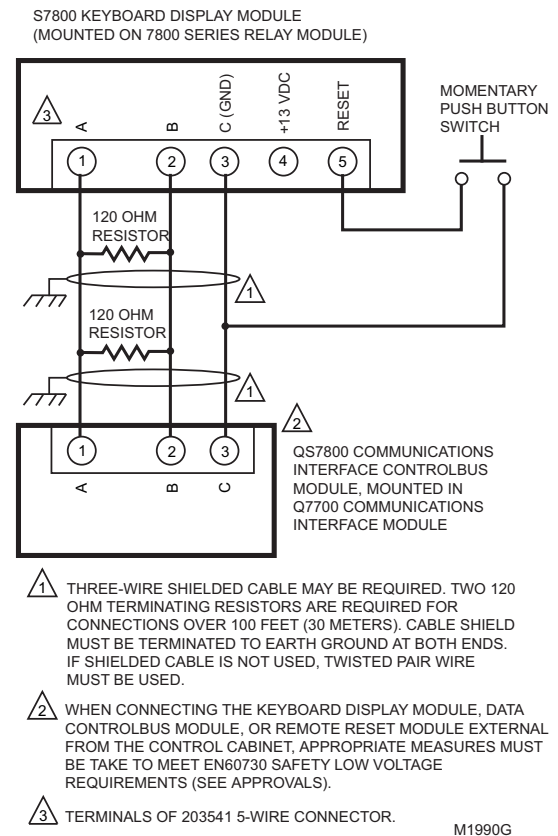 S7800 KEYBOARD DISPLAY MODULE
(MOUNTED ON 7800 SERIES RELAY MODULE)
3
A
B
C (GND)
+13 VDC
RESET
MOMENTARY
PUSH BUTTON
SWITCH
1
2
3
4
5
120 OHM
RESISTOR
1
120 OHM
RESISTOR
1
2
1
2
3
A
B
C
QS7800 COMMUNICATIONS
INTERFACE CONTROLBUS
MODULE, MOUNTED IN
Q7700 COMMUNICATIONS
INTERFACE MODULE
1 THREE-WIRE SHIELDED CABLE MAY BE REQUIRED. TWO 120
OHM TERMINATING RESISTORS ARE REQUIRED FOR
CONNECTIONS OVER 100 FEET (30 METERS). CABLE SHIELD
MUST BE TERMINATED TO EARTH GROUND AT BOTH ENDS.
IF SHIELDED CABLE IS NOT USED, TWISTED PAIR WIRE
MUST BE USED.
2 WHEN CONNECTING THE KEYBOARD DISPLAY MODULE, DATA
CONTROLBUS MODULE, OR REMOTE RESET MODULE EXTERNAL
FROM THE CONTROL CABINET, APPROPRIATE MEASURES MUST
BE TAKE TO MEET EN60730 SAFETY LOW VOLTAGE
REQUIREMENTS (SEE APPROVALS).
3 TERMINALS OF 203541 5-WIRE CONNECTOR.
M1990G